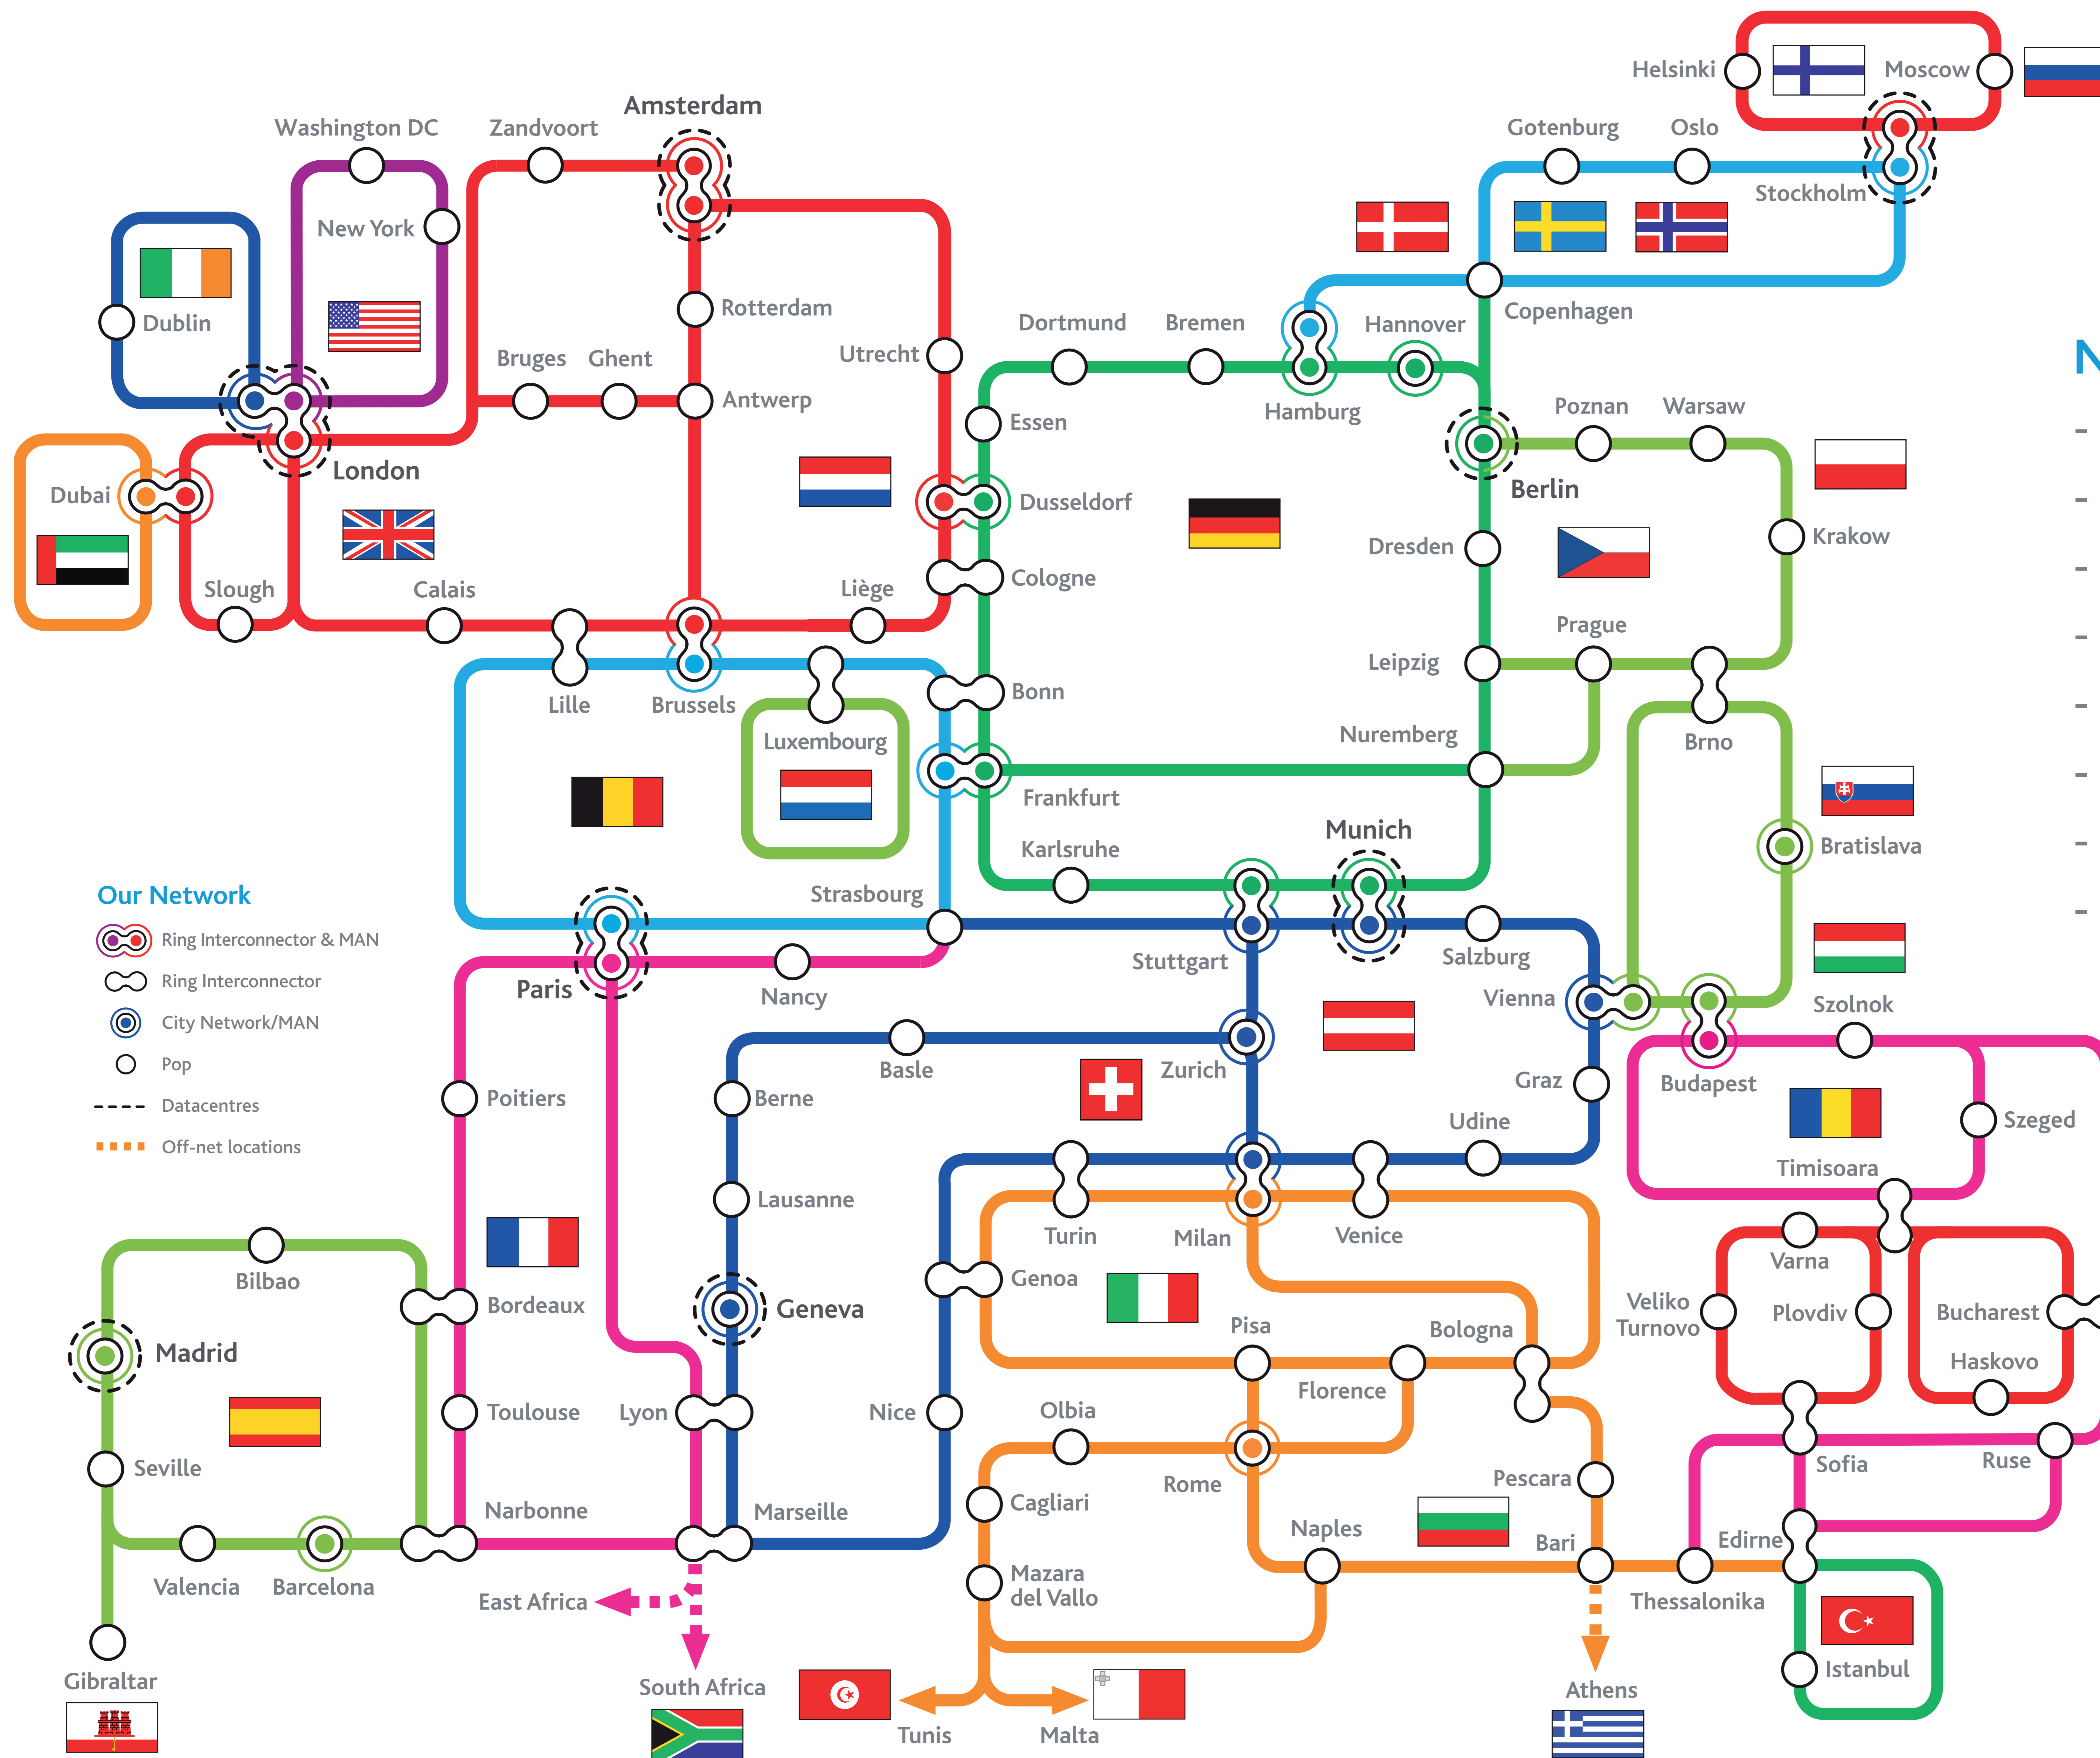 Helsinki
Moscow
Amsterdam
Washington DC
Zandvoort
Gotenburg
Oslo
Stockholm
New York
Dublin
Rotterdam
Copenhagen
Dortmund
Bremen
Hannover
Utrecht
Bruges
Ghent
Antwerp
Hamburg
Poznan
Warsaw
Essen
London
Berlin
Dubai
Dusseldorf
Krakow
Dresden
Slough
Calais
Liège
Cologne
Prague
Leipzig
Lille
Brussels
Bonn
Luxembourg
Nuremberg
Brno
Frankfurt
Munich
Karlsruhe
Bratislava
Our Network
Strasbourg
Ring Interconnector & MAN
Ring Interconnector
City Network/MAN
Pop
Datacentres
Off-net locations
Paris
Nancy
Stuttgart
Salzburg
Vienna
Szolnok
Basle
Zurich
Graz
Budapest
Poitiers
Berne
Udine
Szeged
Timisoara
Lausanne
Turin
Milan
Venice
Varna
Bilbao
Genoa
Bordeaux
Geneva
Veliko
Turnovo
Plovdiv
Bucharest
Pisa
Bologna
Madrid
Florence
Haskovo
Toulouse
Lyon
Nice
Olbia
Seville
Rome
Pescara
Sofia
Ruse
Narbonne
Marseille
Cagliari
Naples
Bari
Edirne
Valencia
Barcelona
East Africa
Mazara
del Vallo
Thessalonika
Gibraltar
South Africa
Istanbul
Athens
Tunis
Malta